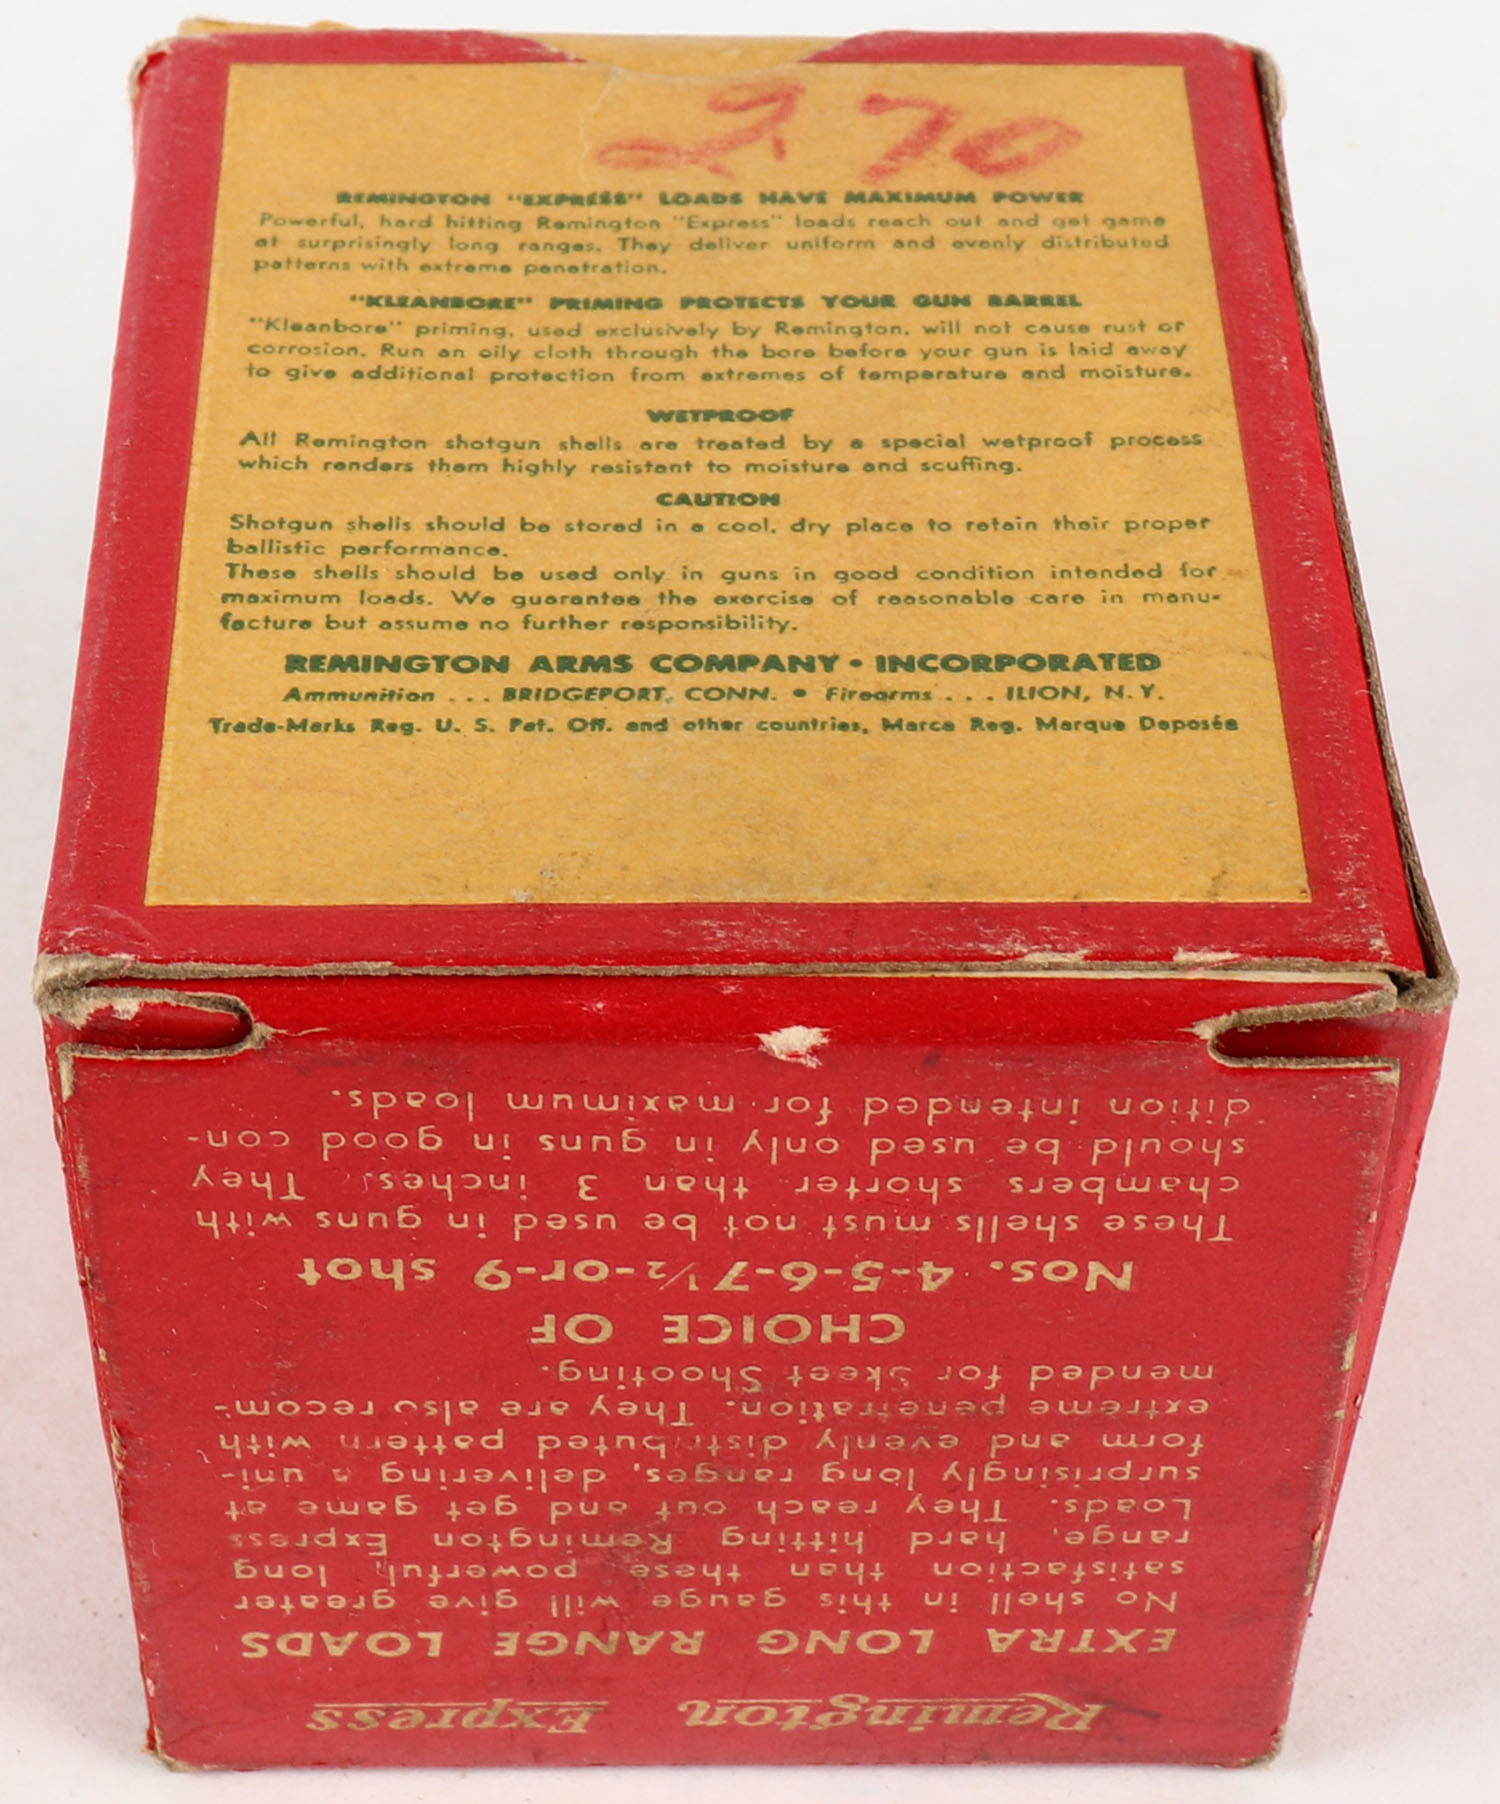 2 70
REMINGTON "EXPRESS" LOADS HAVE MAXIMUM POWER
Powerful, hard hitting Remington "Express" loads reach out and get game
at surprisingly long ranges. They deliver uniform and evenly distributed
patterns with extreme penetration.
"KLEANBORE" PRIMING PROTECTS YOUR GUN BARREL
"Kleanbore" priming, used exclusively by Remington, will not cause rust or
corrosion. Run an oily cloth through the bore before your gun is laid away
to give additional protection from extremes of temperature and moisture.
WETPROOF
All Remington shotgun shells are treated by a special wetproof process
which renders them highly resistant to moisture and scuffing.
CAUTION
Shotgun shells should be stored in a cool, dry place to retain their proper
ballistic performance.
These shells should be used only in guns in good condition intended for
maximum loads. We guarantee the exercise of reasonable care in manu-
facture but assume no further responsibility.
REMINGTON ARMS COMPANY • INCORPORATED
Ammunition . . . BRIDGEPORT, CONN. • Firearms . . . ILION, N. Y.
Trade-Marks Reg. U. S. Pat. Off. and other countries, Marca Reg. Marque Deposée
Remington Express
EXTRA LONG RANGE LOADS
No shell in this gauge will give greater
satisfaction than these powerful, long
range, hard hitting Remington Express
Loads. They reach out and get game at
surprisingly long ranges, delivering a uni-
form and evenly distributed pattern with
extreme penetration. They are also recom-
mended for Skeet Shooting.
CHOICE OF
Nos. 4-5-6-7½-or-9 shot
These shells must not be used in guns with
chambers shorter than 3 inches. They
should be used only in guns in good con-
dition intended for maximum loads.